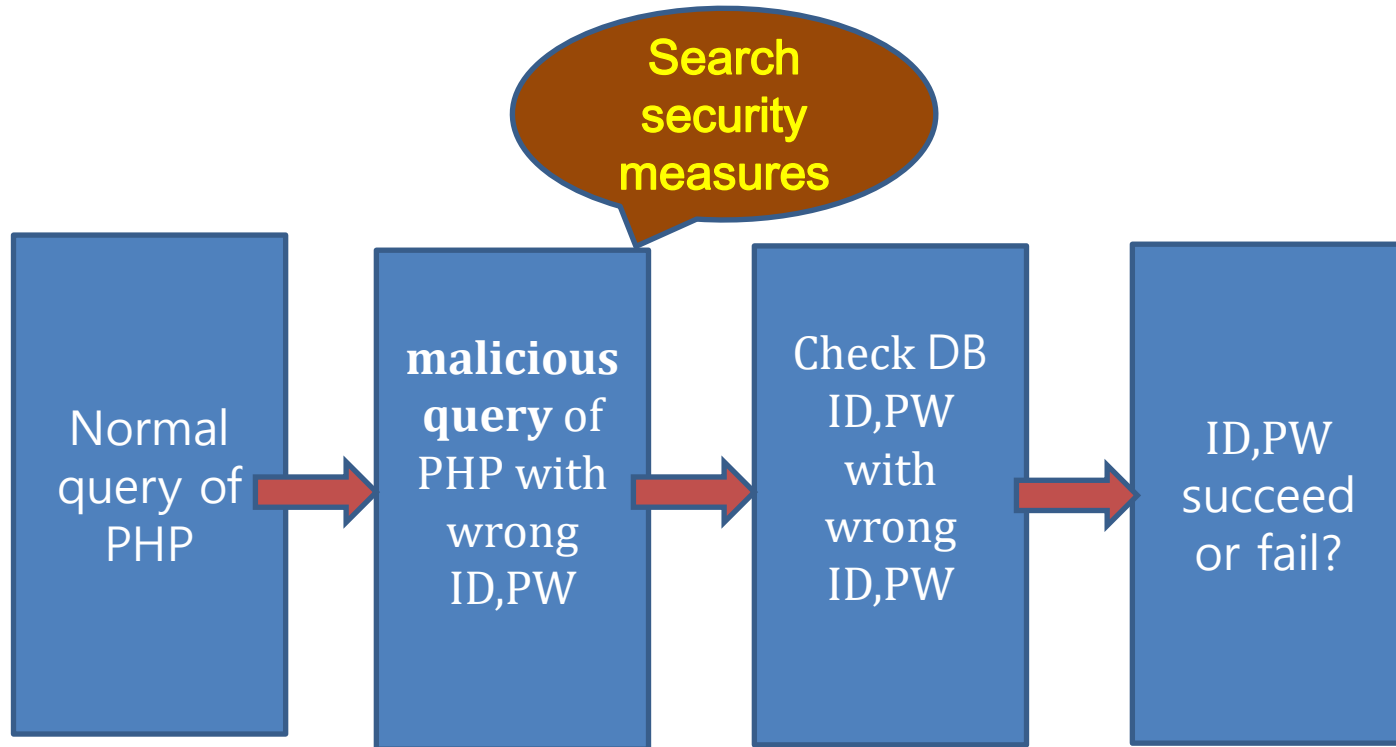 Search
security
measures
Normal
query of
PHP
malicious
query of
PHP with
wrong
ID,PW
Check DB
ID,PW
with
wrong
ID,PW
ID,PW
succeed
or fail?